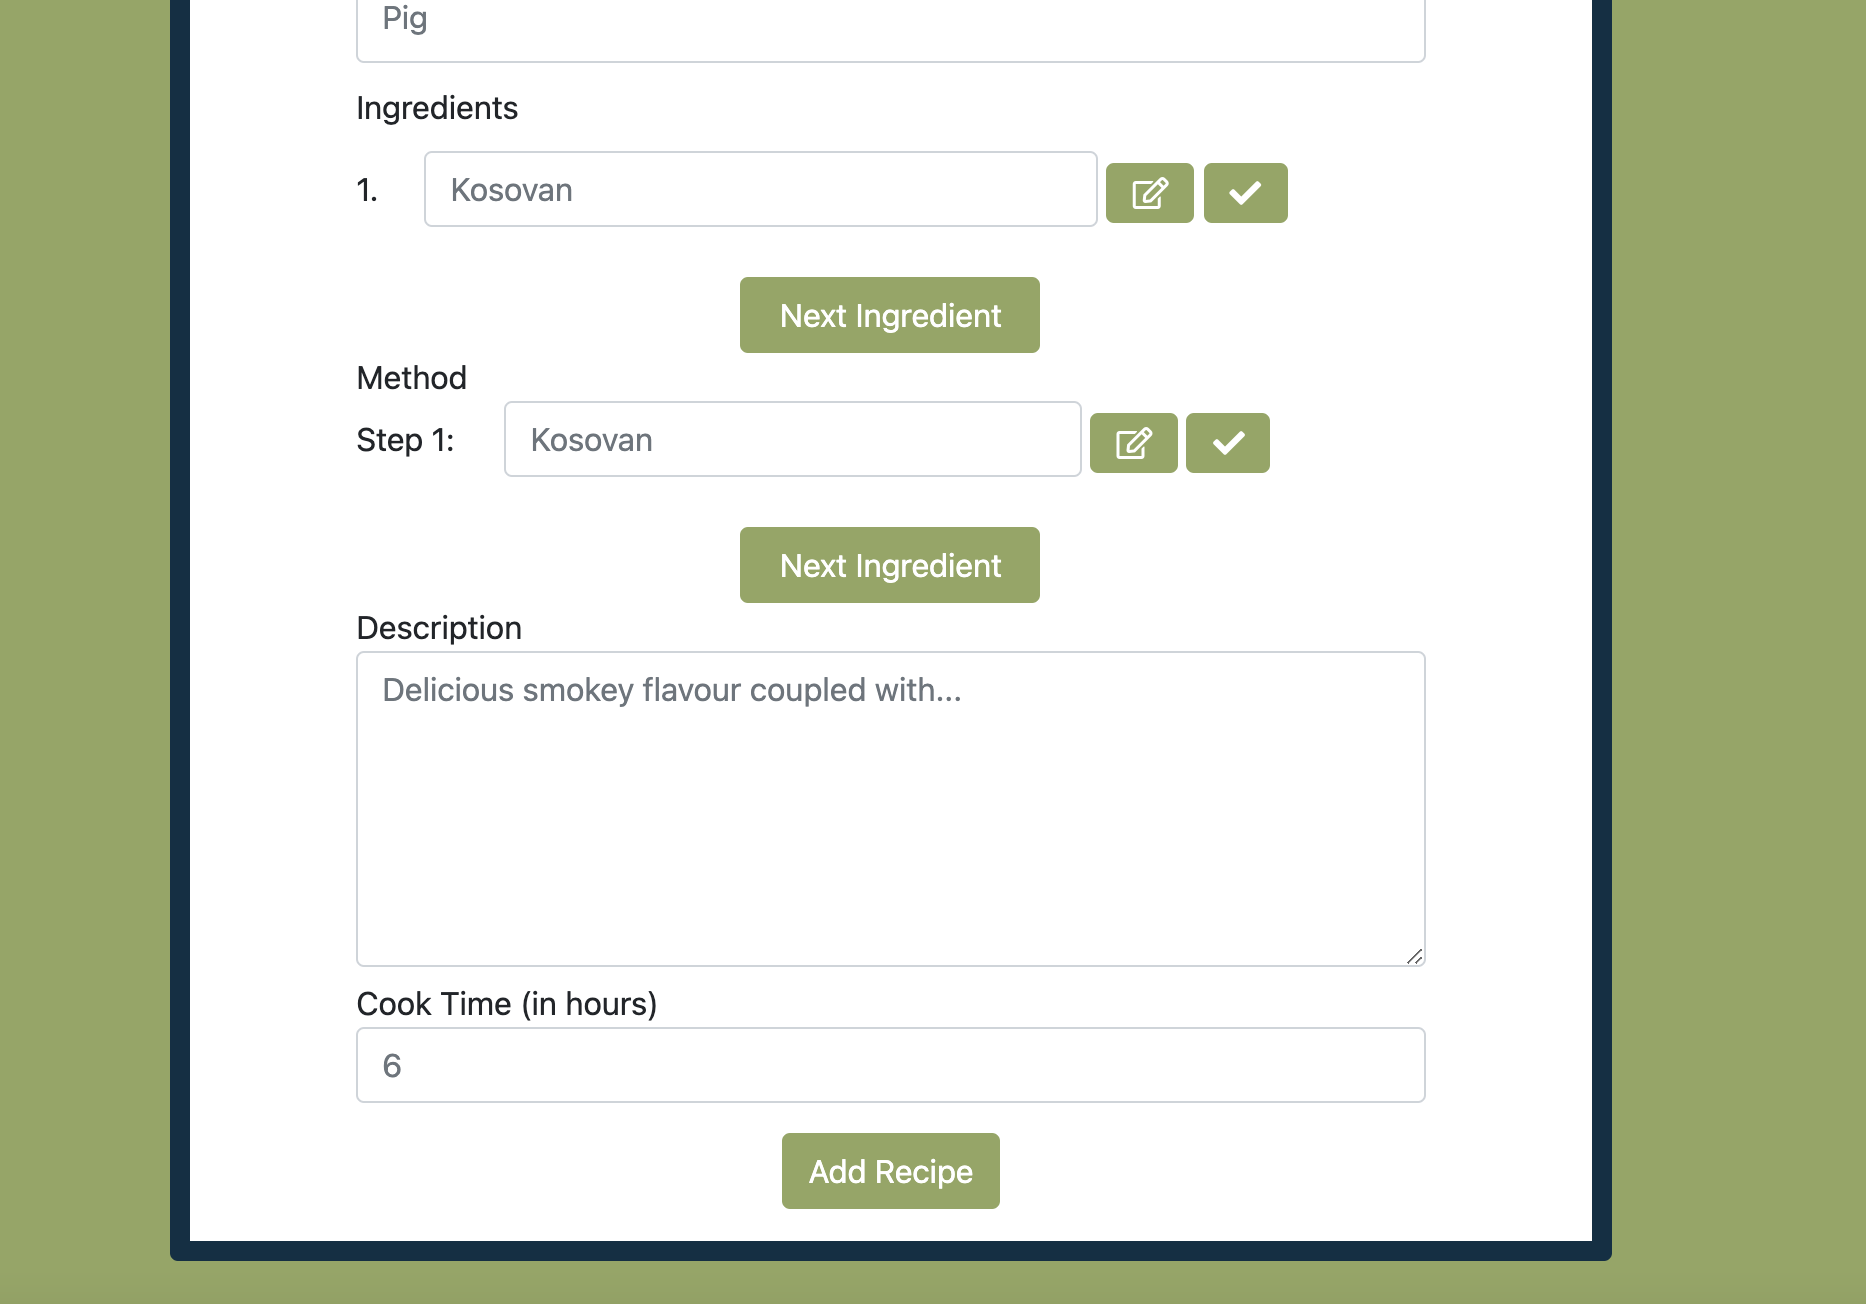 Pig
Ingredients
1. Kosovan
Next Ingredient
Method
Step 1: Kosovan
Next Ingredient
Description
Delicious smokey flavour coupled with...
Cook Time (in hours)
6
Add Recipe